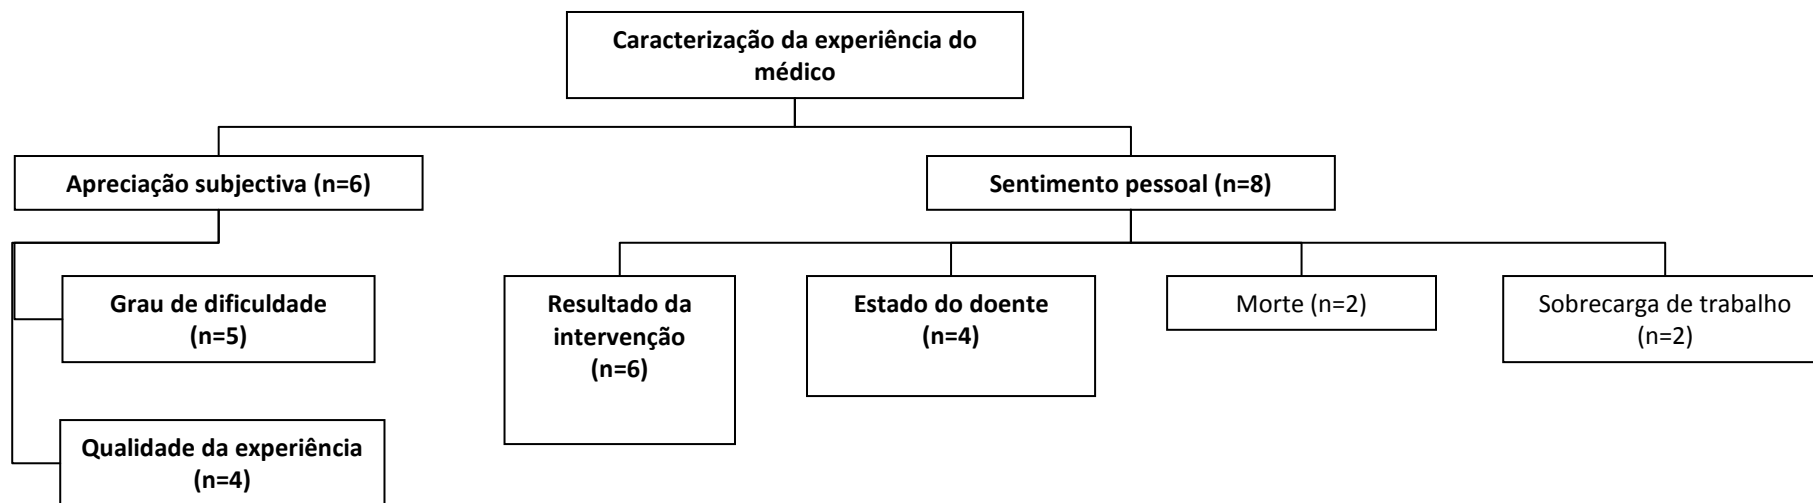 Caracterização da experiência do
médico
Apreciação subjectiva (n=6)
Sentimento pessoal (n=8)
Grau de dificuldade
(n=5)
Resultado da
intervenção
(n=6)
Estado do doente
(n=4)
Morte (n=2)
Sobrecarga de trabalho
(n=2)
Qualidade da experiência
(n=4)